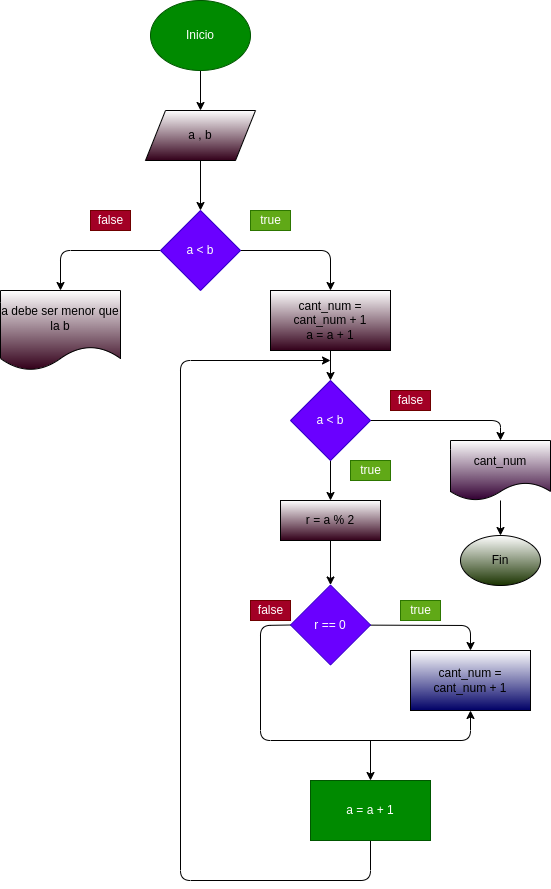 Inicio
a , b
false
true
a < b
a debe ser menor que
la b
cant_num =
cant_num + 1
a = a + 1
false
a < b
cant_num
true
r = a % 2
Fin
false
true
r == 0
cant_num =
cant_num + 1
a = a + 1